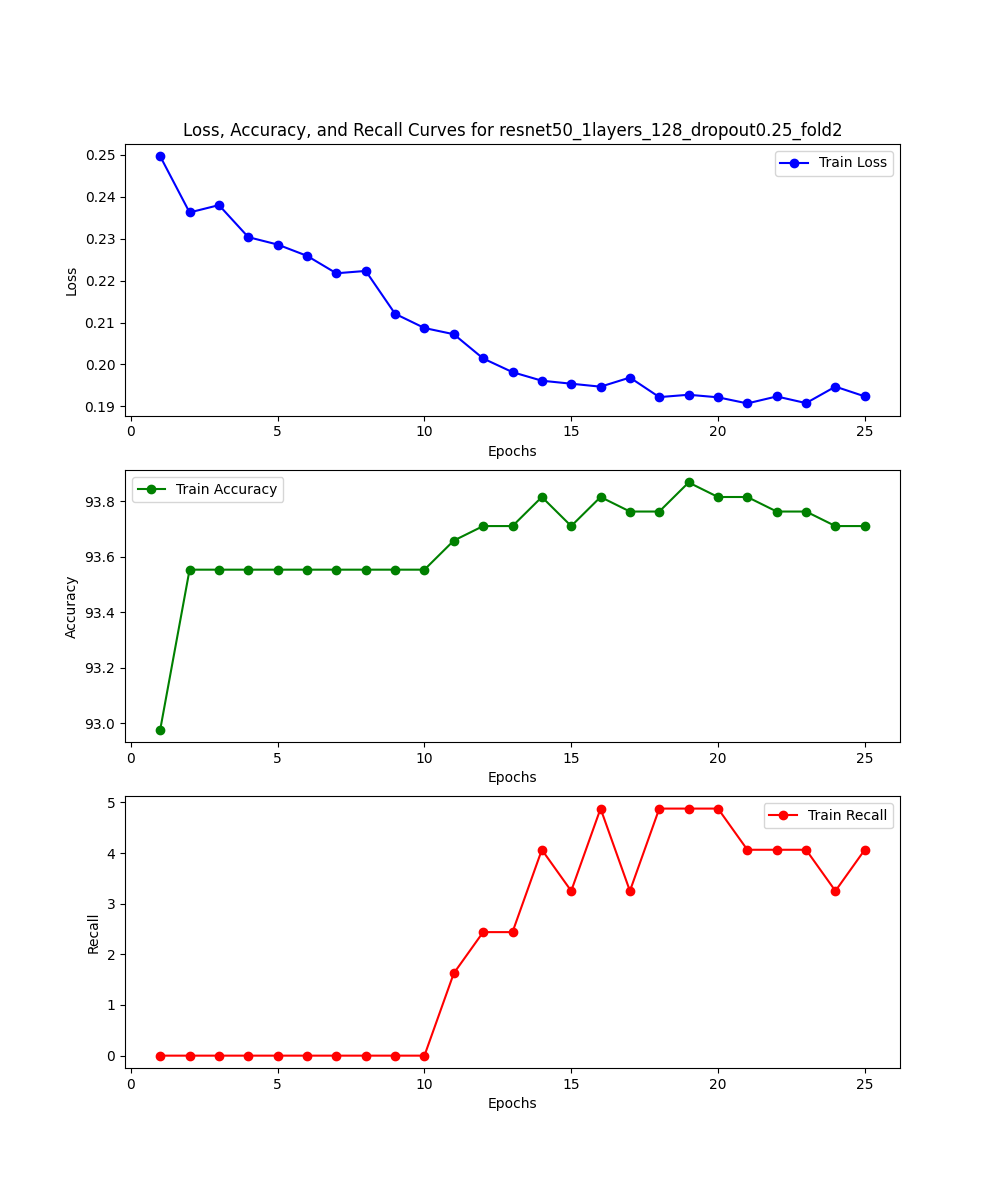 Loss, Accuracy, and Recall Curves for resnet50_1layers_128_dropout0.25_fold2
0.25
0.24
0.23
0.22
0.21
0.20
0.19
Loss
Train Loss
0 5 10 15 20 25
Epochs
93.8
93.6
93.4
93.2
93.0
Accuracy
Train Accuracy
0 5 10 15 20 25
Epochs
5
4
3
2
1
0
Recall
Train Recall
0 5 10 15 20 25
Epochs